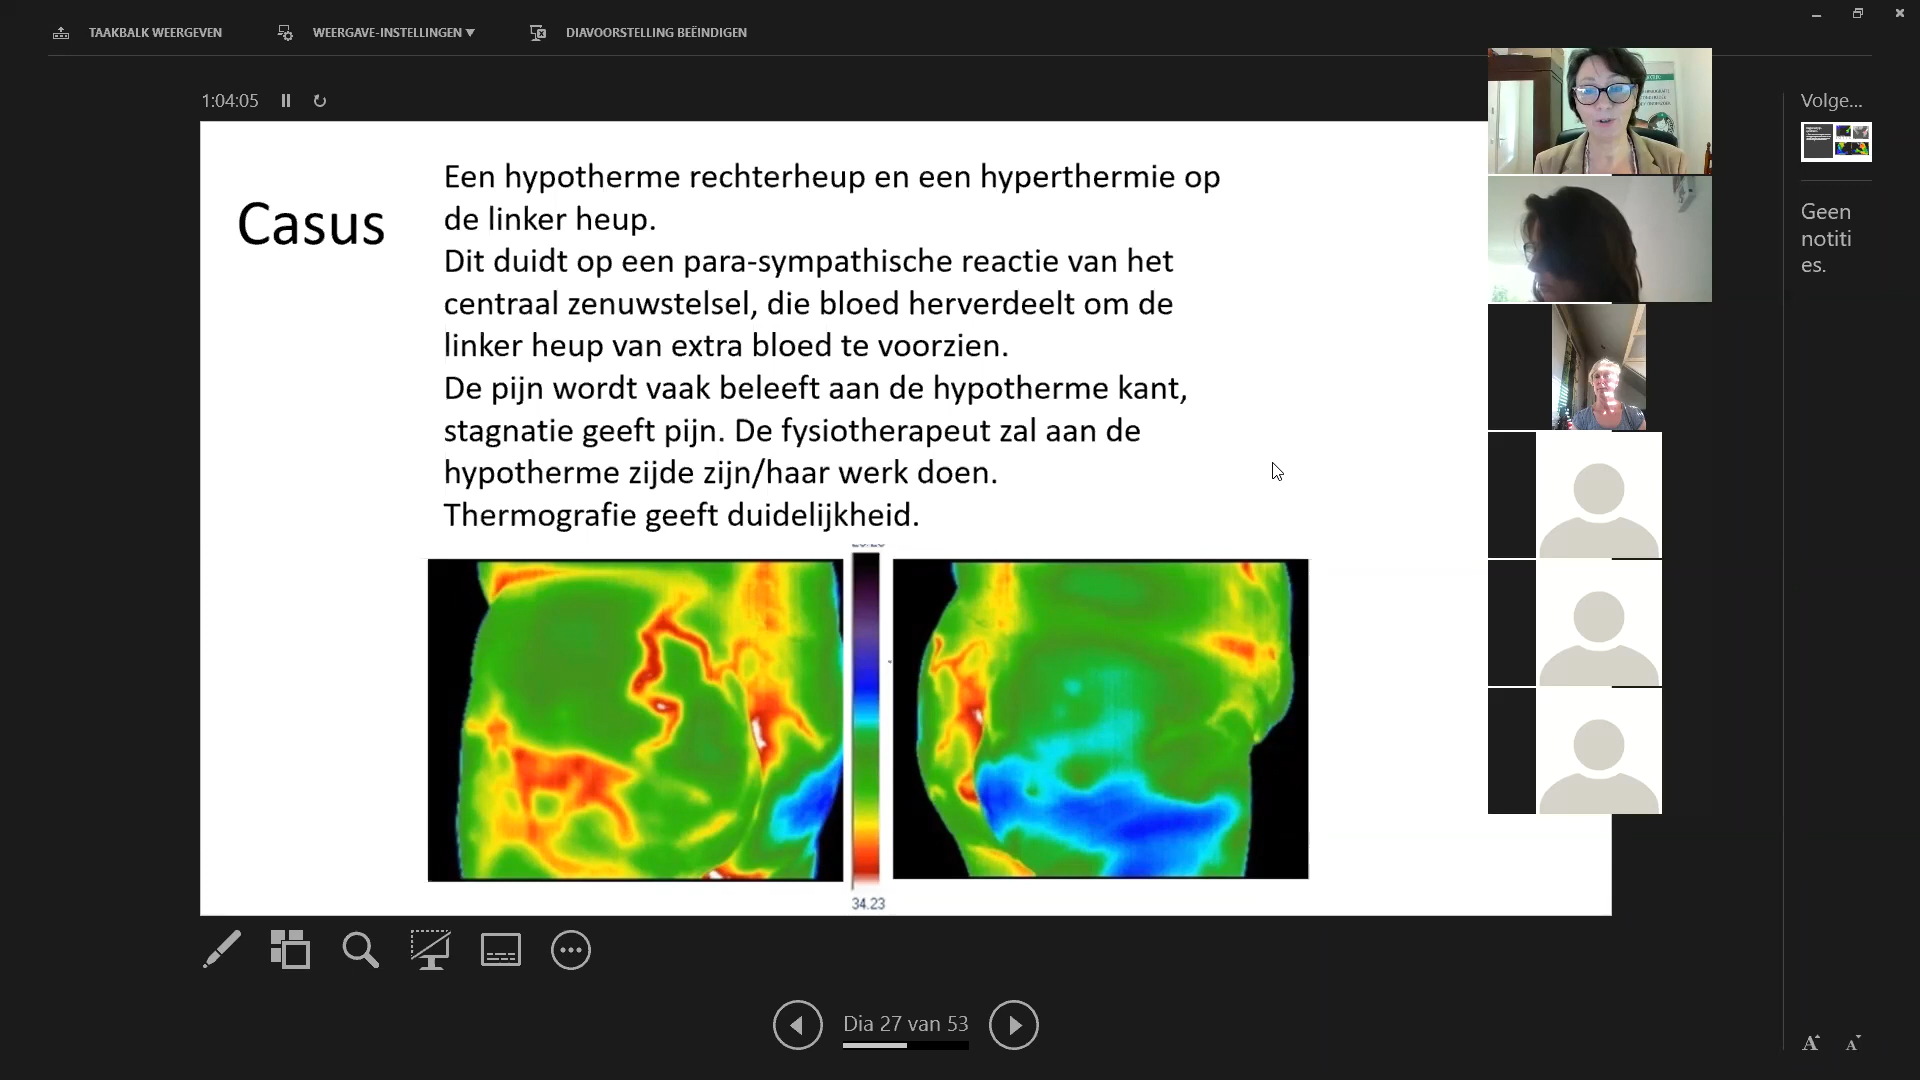 TAAKBALK WEERGEVEN
WEERGAVE-INSTELLINGEN ▼
DIAVOORSTELLING BEËINDIGEN
1:04:05
Volge...
Casus
Een hypotherme rechterheup en een hyperthermie op
de linker heup.
Dit duidt op een para-sympathische reactie van het
centraal zenuwstelsel, die bloed herverdeelt om de
linker heup van extra bloed te voorzien.
De pijn wordt vaak beleeft aan de hypotherme kant,
stagnatie geeft pijn. De fysiotherapeut zal aan de
hypotherme zijde zijn/haar werk doen.
Thermografie geeft duidelijkheid.
34.23
Geen
notiti
es.
Dia 27 van 53
A A